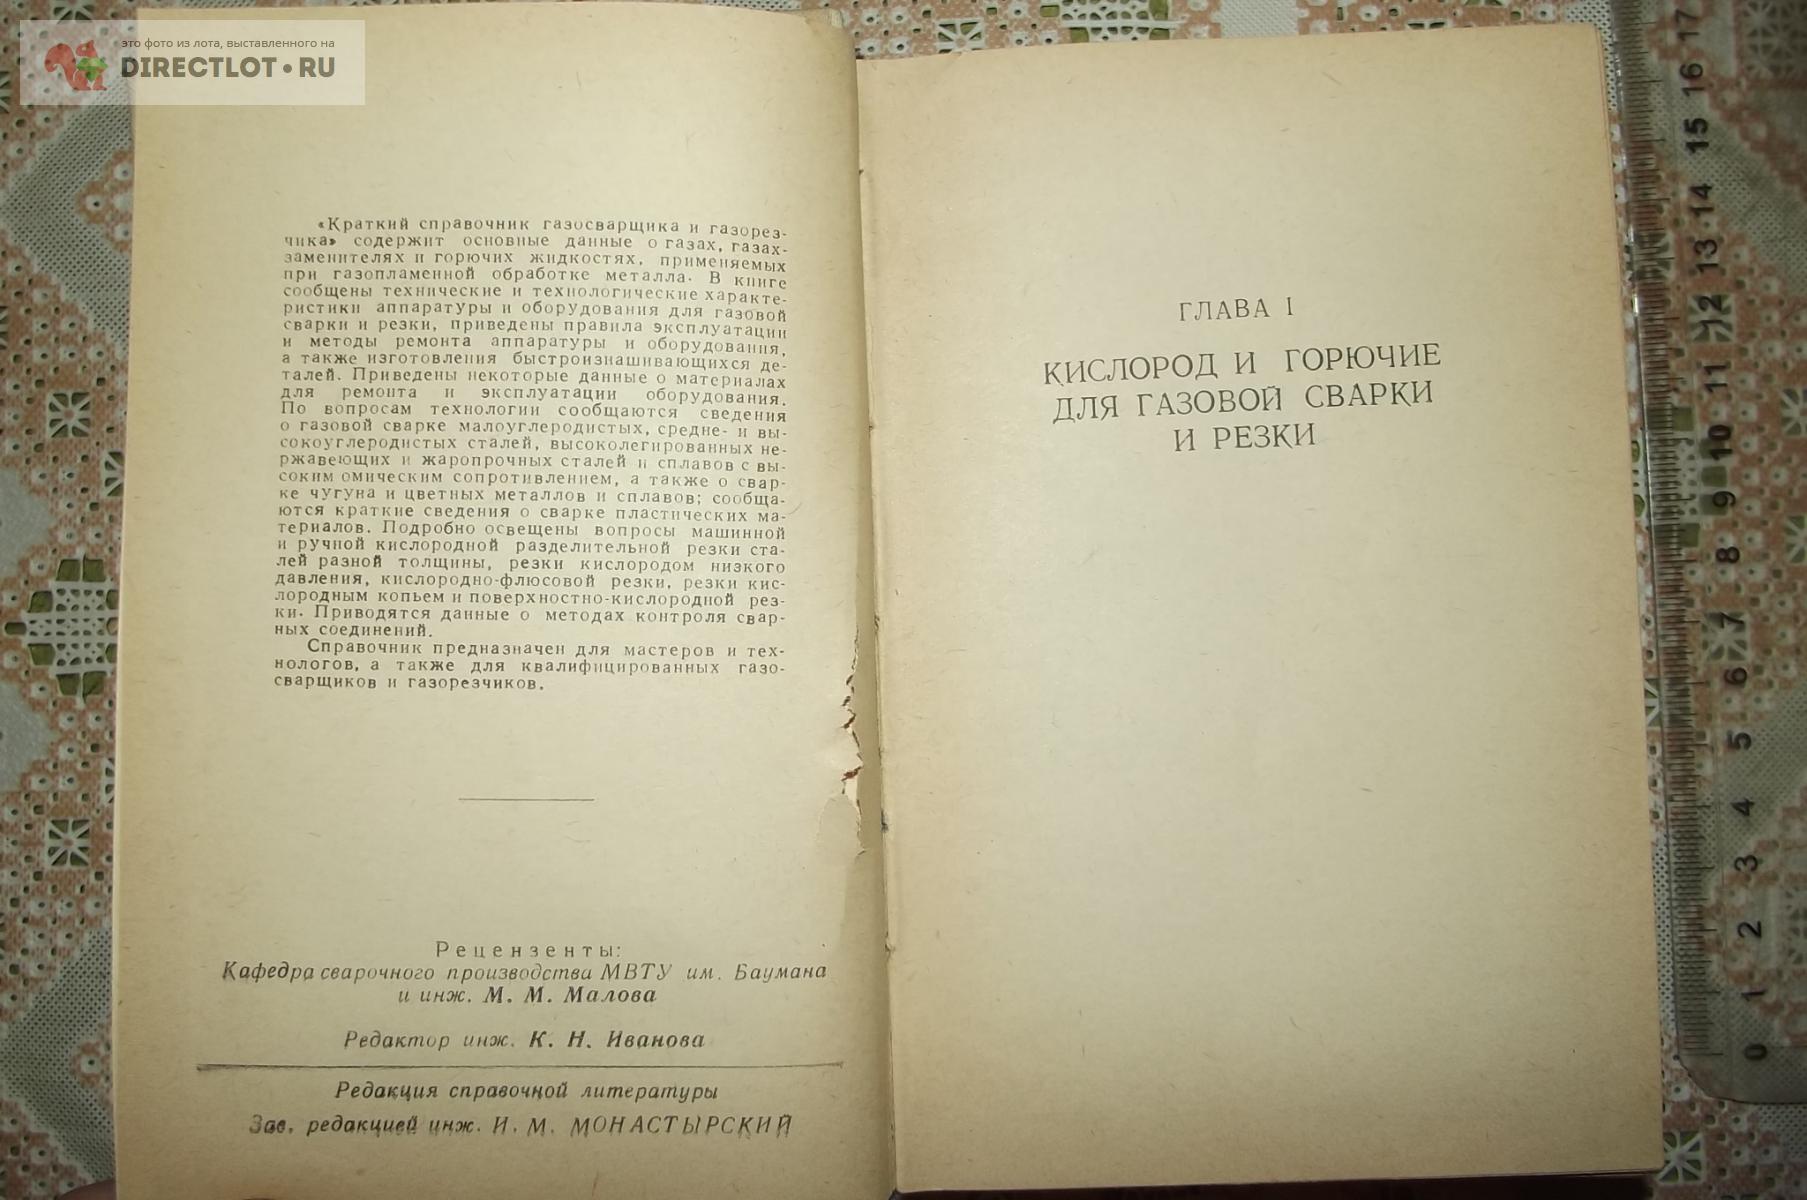 это фото из лота, выставленного на
DIRECTLOT•RU
«Краткий справочник газосварщика и газорез-
чика» содержит основные данные о газах, газах-
заменителях и горючих жидкостях, применяемых
при газопламенной обработке металла. В книге
сообщены технические и технологические характе-
ристики аппаратуры и оборудования для газовой
сварки и резки, приведены правила эксплуатации
и методы ремонта аппаратуры и оборудования,
а также изготовления быстроизнашивающихся де-
талей. Приведены некоторые данные о материалах
для ремонта и эксплуатации оборудования.
По вопросам технологии сообщаются сведения
о газовой сварке малоуглеродистых, средне- и вы-
сокоуглеродистых сталей, высоколегированных не-
ржавеющих и жаропрочных сталей и сплавов с вы-
соким омическим сопротивлением, а также о свар-
ке чугуна и цветных металлов и сплавов; сообща-
ются краткие сведения о сварке пластических ма-
териалов. Подробно освещены вопросы машинной
и ручной кислородной разделительной резки ста-
лей разной толщины, резки кислородом низкого
давления, кислородно-флюсовой резки, резки кис-
лородным копьем и поверхностно-кислородной рез-
ки. Приводятся данные о методах контроля свар-
ных соединений.
Справочник предназначен для мастеров и тех-
нологов, а также для квалифицированных газо-
сварщиков и газорезчиков.
Рецензенты:
Кафедра сварочного производства МВТУ им. Баумана
и инж. М. М. Малова
Редактор инж. К. Н. Иванова
Редакция справочной литературы
Зав. редакцией инж. И. М. МОНАСТЫРСКИЙ
ГЛАВА I
КИСЛОРОД И ГОРЮЧИЕ
ДЛЯ ГАЗОВОЙ СВАРКИ
И РЕЗКИ
17
16
15
14
13
12
11
10
9
8
7
6
5
4
3
2
1
0